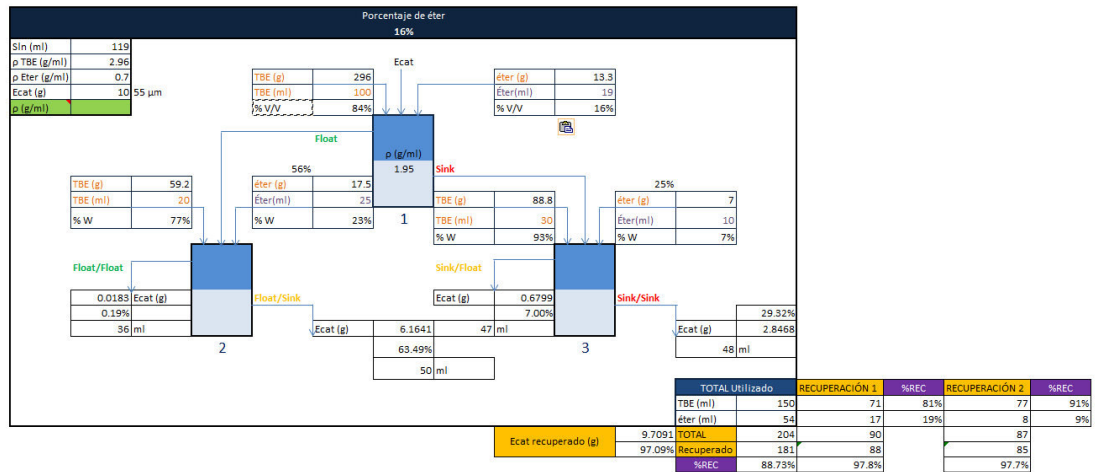 Porcentaje de éter
16%
Sln (ml) 119
ρ TBE (g/ml) 2.96
ρ Eter (g/ml) 0.7
Ecat (g) 10 55 μm
ρ (g/ml)
Ecat
TBE (g) 296
TBE (ml) 100
% V/V 84%
éter (g) 13.3
Éter(ml) 19
% V/V 16%
Float
ρ (g/ml)
1.95
Sink
1
56%
25%
TBE (g) 59.2
TBE (ml) 20
% W 77%
éter (g) 17.5
Éter(ml) 25
% W 23%
TBE (g) 88.8
TBE (ml) 30
% W 93%
éter (g) 7
Éter(ml) 10
% W 7%
Float/Float
Float/Sink
Sink/Float
Sink/Sink
0.0183 Ecat (g)
0.19%
36 ml
2
Ecat (g) 6.1641
63.49%
50 ml
Ecat (g) 0.6799
7.00%
47 ml
3
29.32%
Ecat (g) 2.8468
48 ml
TOTAL Utilizado RECUPERACIÓN 1 %REC RECUPERACIÓN 2 %REC
TBE (ml) 150 71 81% 77 91%
éter (ml) 54 17 19% 8 9%
Ecat recuperado (g) 9.7091 TOTAL 204 90 87
97.09% Recuperado 181 88 85
%REC 88.73% 97.8% 97.7%